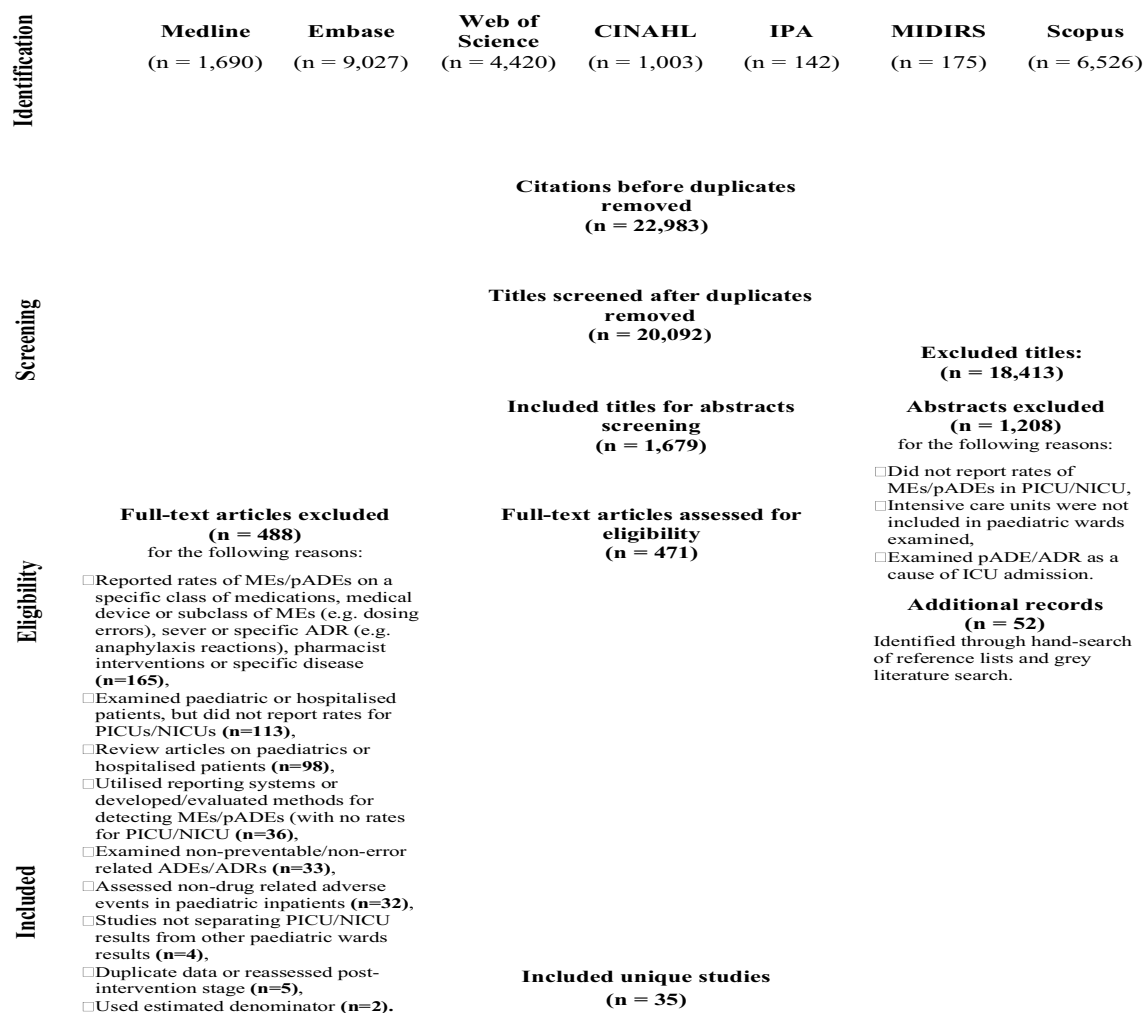 Identification
Medline
(n = 1,690)
Embase
(n = 9,027)
Web of
Science
(n = 4,420)
CINAHL
(n = 1,003)
IPA
(n = 142)
MIDIRS
(n = 175)
Scopus
(n = 6,526)
Citations before duplicates
removed
(n = 22,983)
Screening
Titles screened after duplicates
removed
(n = 20,092)
Excluded titles:
(n = 18,413)
Included titles for abstracts
screening
(n = 1,679)
Abstracts excluded
(n = 1,208)
for the following reasons:
□Did not report rates of
MEs/pADEs in PICU/NICU,
□Intensive care units were not
included in paediatric wards
examined,
□Examined pADE/ADR as a
cause of ICU admission.
Eligibility
Full-text articles excluded
(n = 488)
for the following reasons:
□Reported rates of MEs/pADEs on a
specific class of medications, medical
device or subclass of MEs (e.g. dosing
errors), sever or specific ADR (e.g.
anaphylaxis reactions), pharmacist
interventions or specific disease
(n=165),
□Examined paediatric or hospitalised
patients, but did not report rates for
PICUs/NICUs (n=113),
□Review articles on paediatrics or
hospitalised patients (n=98),
□Utilised reporting systems or
developed/evaluated methods for
detecting MEs/pADEs (with no rates
for PICU/NICU (n=36),
□Examined non-preventable/non-error
related ADEs/ADRs (n=33),
□Assessed non-drug related adverse
events in paediatric inpatients (n=32),
□Studies not separating PICU/NICU
results from other paediatric wards
results (n=4),
□Duplicate data or reassessed post-
intervention stage (n=5),
□Used estimated denominator (n=2).
Full-text articles assessed for
eligibility
(n = 471)
Additional records
(n = 52)
Identified through hand-search
of reference lists and grey
literature search.
Included
Included unique studies
(n = 35)